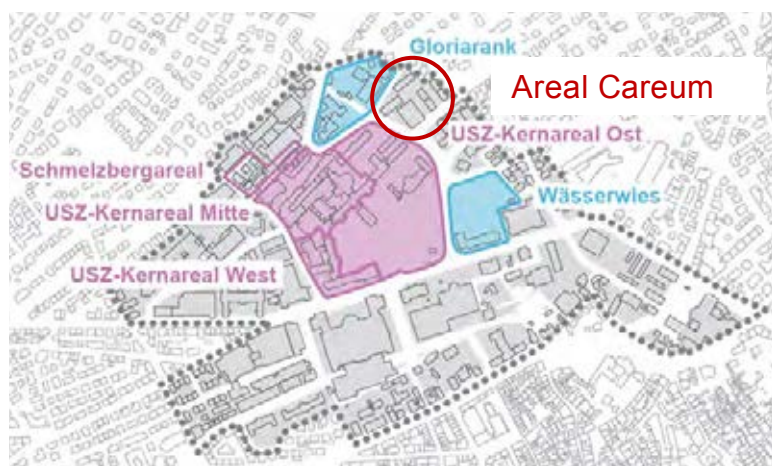 Gloriarank
Areal Careum
USZ-Kernareal Ost
Schmelzbergareal
Wässerwies
USZ-Kernareal Mitte
USZ-Kernareal West